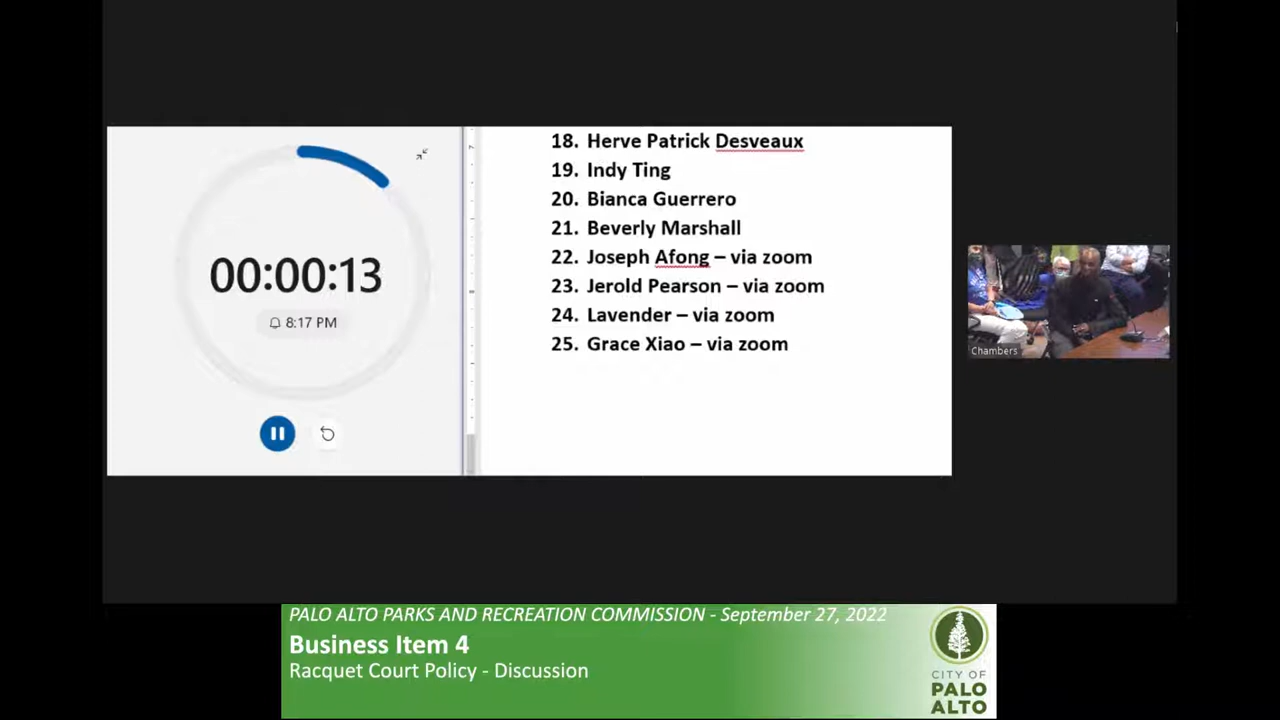 00:00:13
8:17 PM
18. Herve Patrick Desveaux
19. Indy Ting
20. Bianca Guerrero
21. Beverly Marshall
22. Joseph Afong – via zoom
23. Jerold Pearson – via zoom
24. Lavender – via zoom
25. Grace Xiao – via zoom
7
8
Chambers
PALO ALTO PARKS AND RECREATION COMMISSION - September 27, 2022
Business Item 4
Racquet Court Policy - Discussion
CITY OF
PALO
ALTO